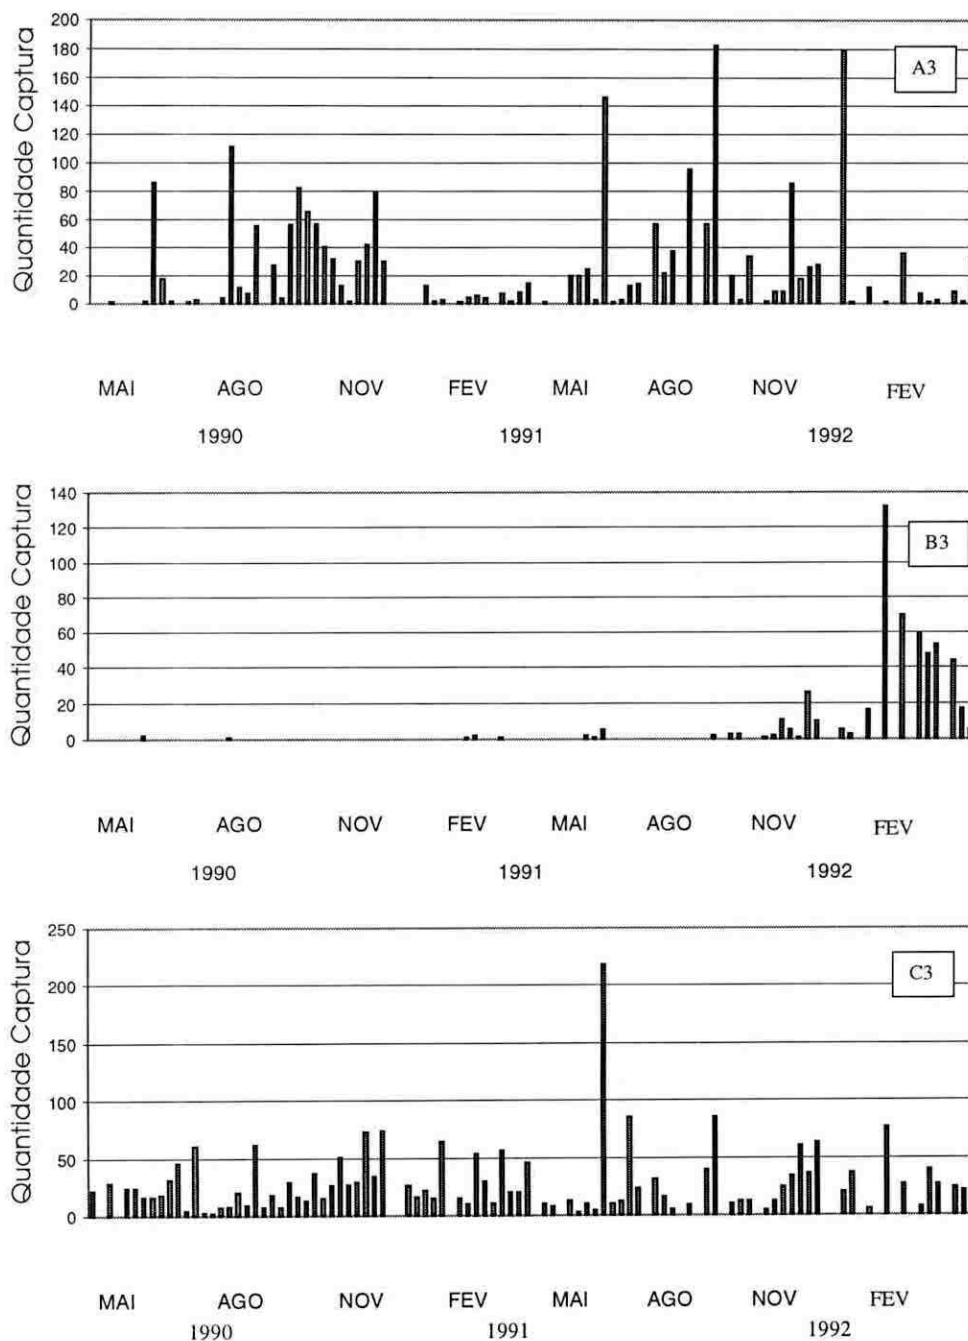 Quantidade Captura
200
180
160
140
120
100
80
60
40
20
0
A3
MAI AGO NOV FEV MAI AGO NOV FEV
1990 1991 1992
Quantidade Captura
140
120
100
80
60
40
20
0
B3
MAI AGO NOV FEV MAI AGO NOV FEV
1990 1991 1992
Quantidade Captura
250
200
150
100
50
0
C3
MAI AGO NOV FEV MAI AGO NOV FEV
1990 1991 1992